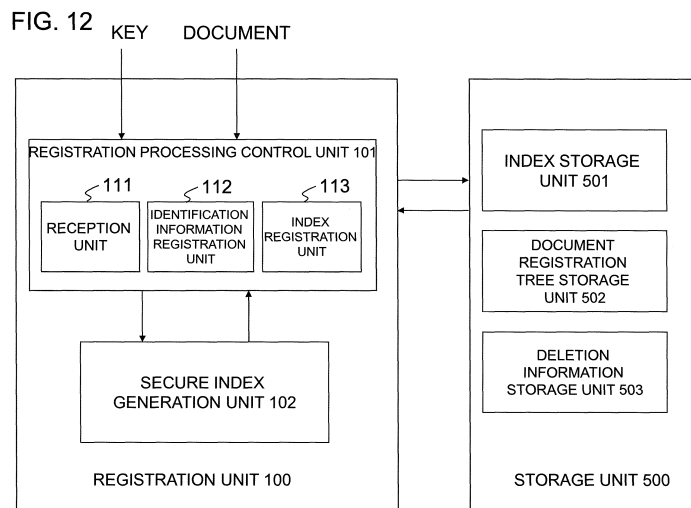 FIG. 12
KEY
DOCUMENT
REGISTRATION PROCESSING CONTROL UNIT 101
111
112
113
RECEPTION
UNIT
IDENTIFICATION
INFORMATION
REGISTRATION
UNIT
INDEX
REGISTRATION
UNIT
SECURE INDEX
GENERATION UNIT 102
REGISTRATION UNIT 100
INDEX STORAGE
UNIT 501
DOCUMENT
REGISTRATION
TREE STORAGE
UNIT 502
DELETION
INFORMATION
STORAGE UNIT 503
STORAGE UNIT 500